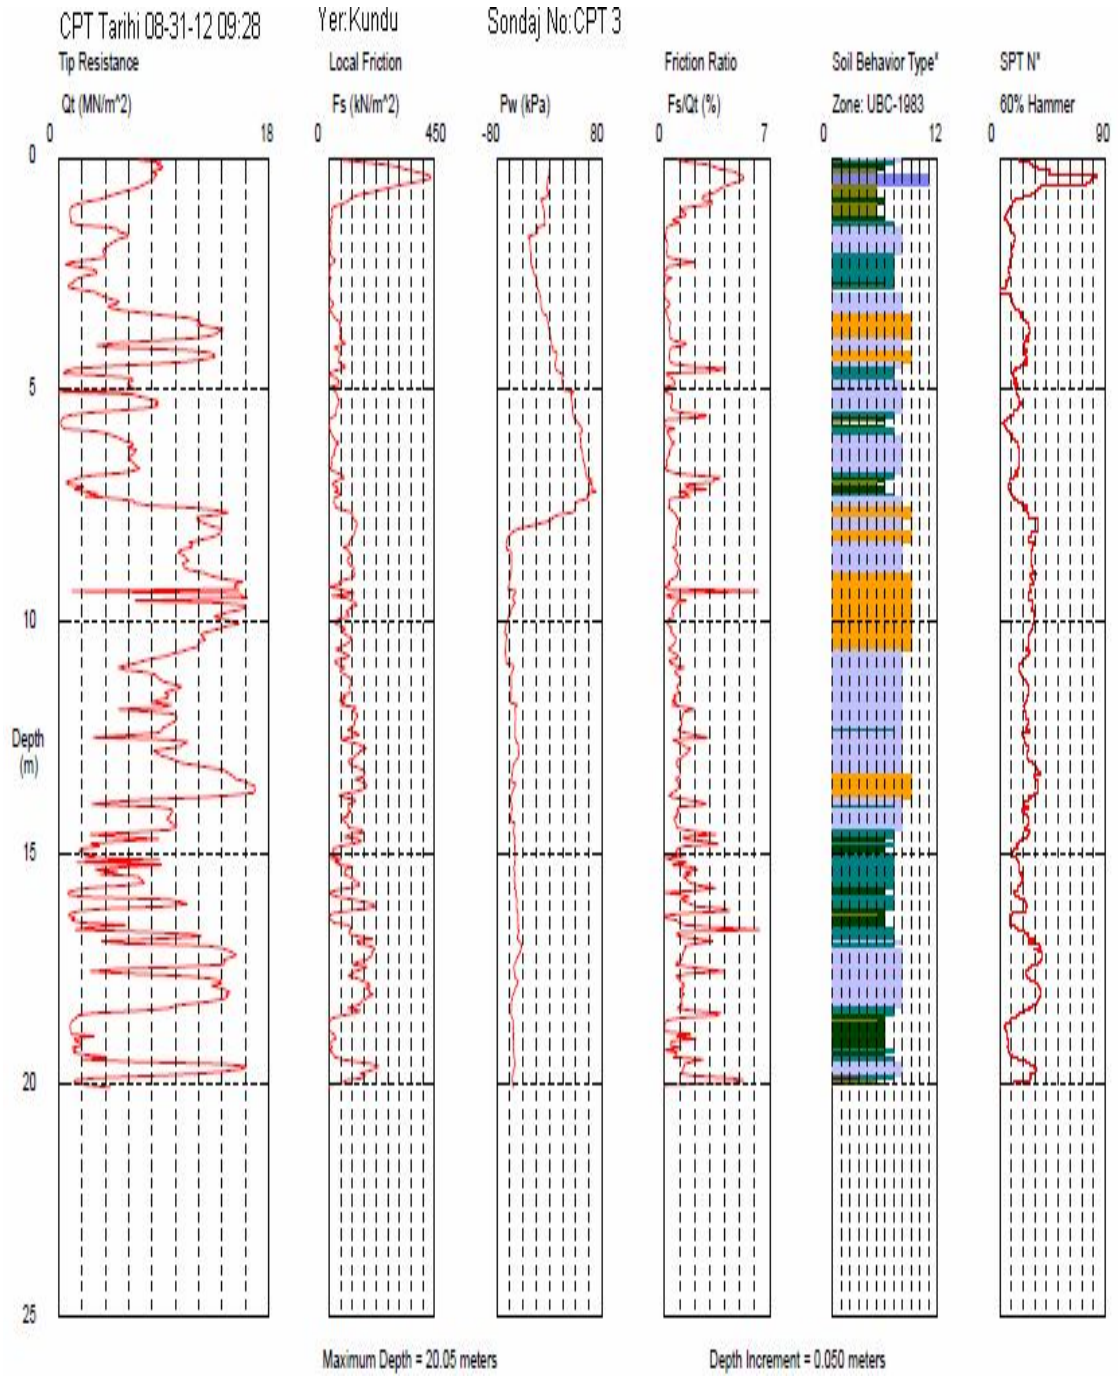 CPT Tarihi 08-31-12 09:28 Yer:Kundu Sondaj No:CPT 3
Tip Resistance Local Friction Friction Ratio Soil Behavior Type* SPT N*
Qt (MN/m^2) Fs (kN/m^2) Pw (kPa) Fs/Qt (%) Zone: UBC-1983 60% Hammer
0 18 0 450 -80 80 0 7 0 12 0 90
0
5
10
Depth
(m)
15
20
25
Maximum Depth = 20.05 meters Depth Increment = 0.050 meters